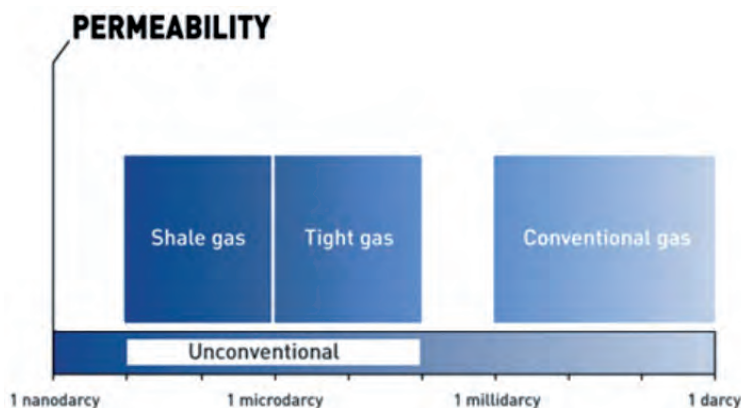 PERMEABILITY
Shale gas Tight gas Conventional gas
Unconventional
1 nanodarcy 1 microdarcy 1 millidarcy 1 darcy